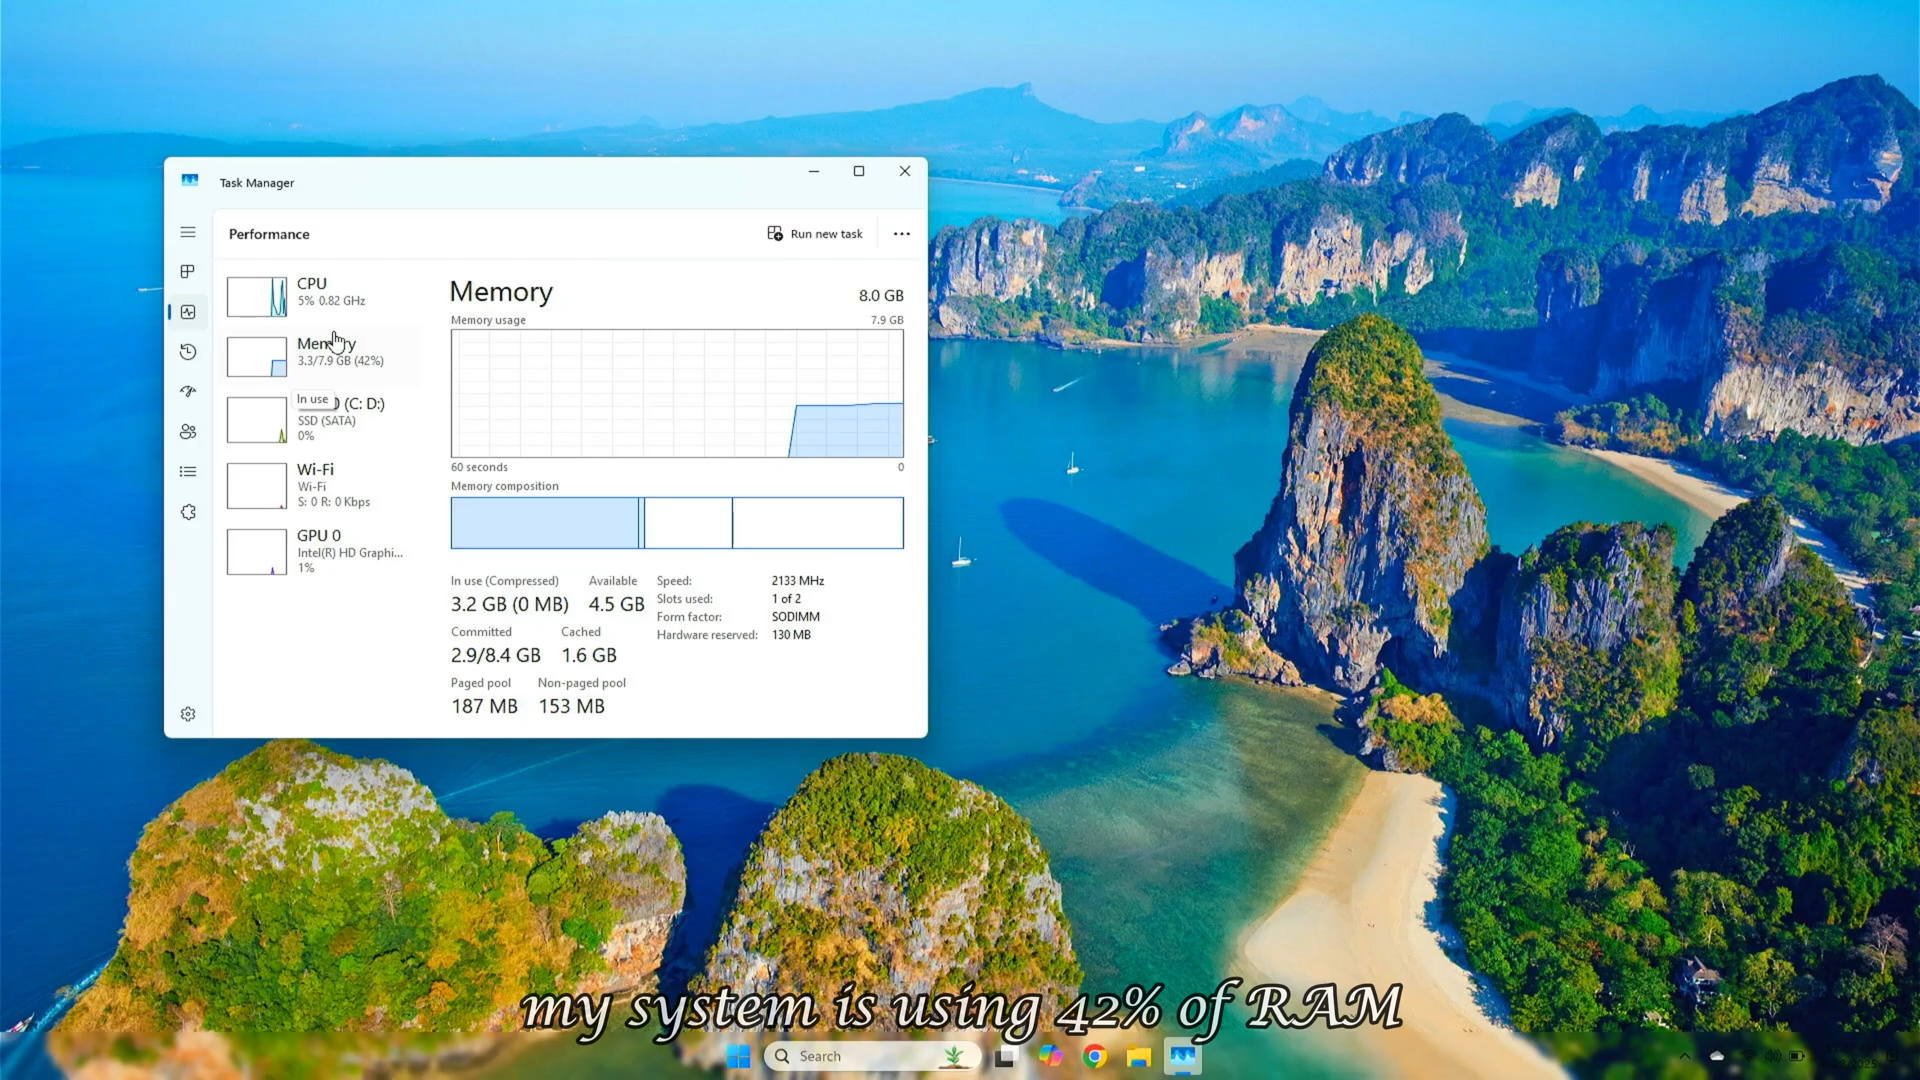 Task Manager
Performance
Run new task
CPU
5% 0.82 GHz
Memory
3.3/7.9 GB (42%)
In use
(C: D:)
SSD (SATA)
0%
Wi-Fi
Wi-Fi
S: 0 R: 0 Kbps
GPU 0
Intel(R) HD Graphi...
1%
Memory
8.0 GB
Memory usage
7.9 GB
60 seconds
0
Memory composition
In use (Compressed)
Available
3.2 GB (0 MB)
4.5 GB
Committed
Cached
2.9/8.4 GB
1.6 GB
Paged pool
Non-paged pool
187 MB
153 MB
Speed:
2133 MHz
Slots used:
1 of 2
Form factor:
SODIMM
Hardware reserved:
130 MB
my system is using 42% of RAM
Search